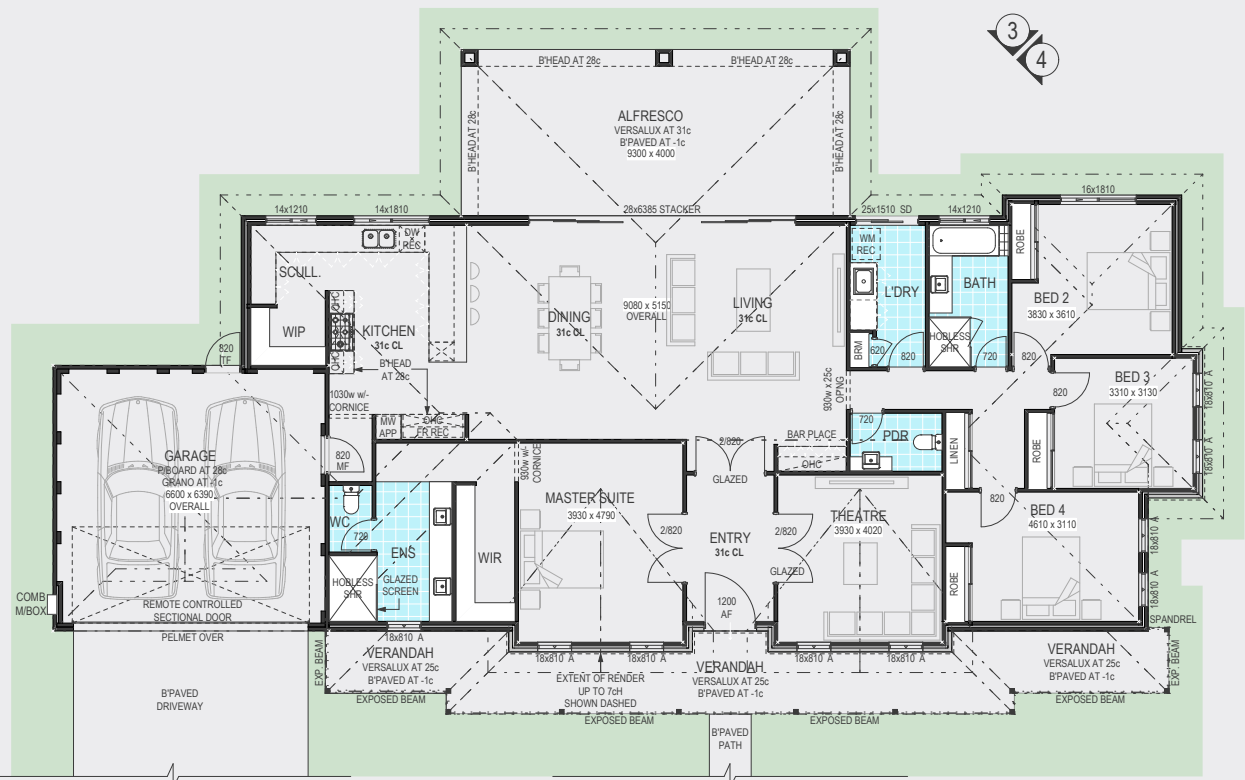 3
4
B'HEAD AT 28c
B'HEAD AT 28c
B'HEAD AT 28c
B'HEAD AT 28c
ALFRESCO
VERSALUX AT 31c
B'PAVED AT -1c
9300 x 4000
16x1810
14x1210
14x1810
28x6385 STACKER
25x1510 SD
14x1210
DW
REC
SCULL.
WIP
OHC
OHC
KITCHEN
31c CL
B'HEAD
AT 28c
DINING
31c CL
9080 x 5150
OVERALL
LIVING
31c CL
WM
REC
L'DRY
BRM
620
820
BATH
HOBLESS
SHR
720
ROBE
BED 2
3830 x 3610
820
820
TF
1030w w/-
CORNICE
MW
APP
OHC
FR REC
930w x 25c
OP'NG
820
BED 3
3310 x 3130
18x810 A
18x810 A
720
PDR
LINEN
ROBE
820
GARAGE
P/BOARD AT 28c
GRANO AT -1c
6600 x 6390
OVERALL
820
MF
930w w/-
CORNICE
2/820
GLAZED
BAR PLACE
OHC
WC
720
ENS
HOBLESS
SHR
GLAZED
SCREEN
WIR
MASTER SUITE
3930 x 4790
2/820
ENTRY
31c CL
2/820
GLAZED
1200
AF
THEATRE
3930 x 4020
ROBE
BED 4
4610 x 3110
18x810 A
18x810 A
COMB
M/BOX
REMOTE CONTROLLED
SECTIONAL DOOR
PELMET OVER
SPANDREL
18x810 A
EXP. BEAM
VERANDAH
VERSALUX AT 25c
B'PAVED AT -1c
EXPOSED BEAM
18x810 A
18x810 A
EXTENT OF RENDER
UP TO 7cH
SHOWN DASHED
VERANDAH
VERSALUX AT 25c
B'PAVED AT -1c
18x810 A
18x810 A
VERANDAH
VERSALUX AT 25c
B'PAVED AT -1c
EXP. BEAM
EXPOSED BEAM
EXPOSED BEAM
EXPOSED BEAM
B'PAVED
DRIVEWAY
B'PAVED
PATH